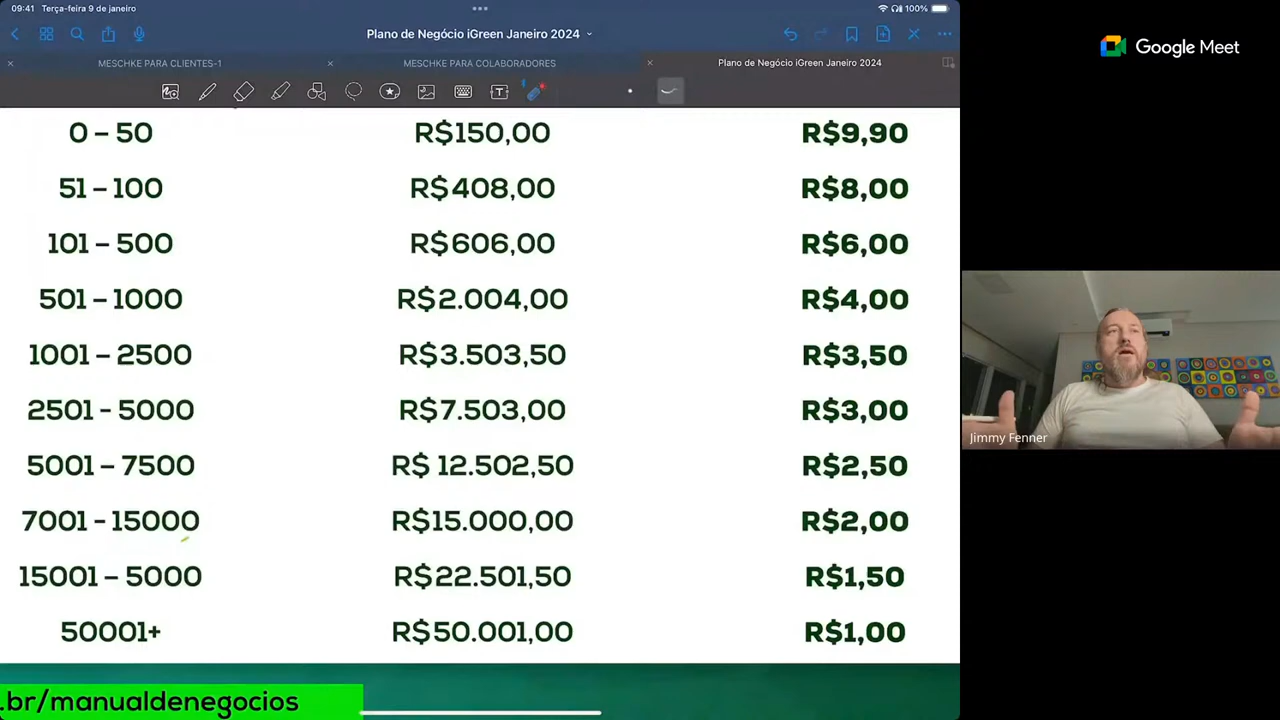 09:41 Terça-feira 9 de janeiro
100%
Plano de Negócio iGreen Janeiro 2024
MESCHKE PARA CLIENTES-1
MESCHKE PARA COLABORADORES
Plano de Negócio iGreen Janeiro 2024
Google Meet
0 – 50 R$150,00 R$9,90
51 – 100 R$408,00 R$8,00
101 – 500 R$606,00 R$6,00
501 – 1000 R$2.004,00 R$4,00
1001 – 2500 R$3.503,50 R$3,50
2501 - 5000 R$7.503,00 R$3,00
5001 – 7500 R$ 12.502,50 R$2,50
7001 - 15000 R$15.000,00 R$2,00
15001 – 5000 R$22.501,50 R$1,50
50001+ R$50.001,00 R$1,00
Jimmy Fenner
.br/manualdenegocios